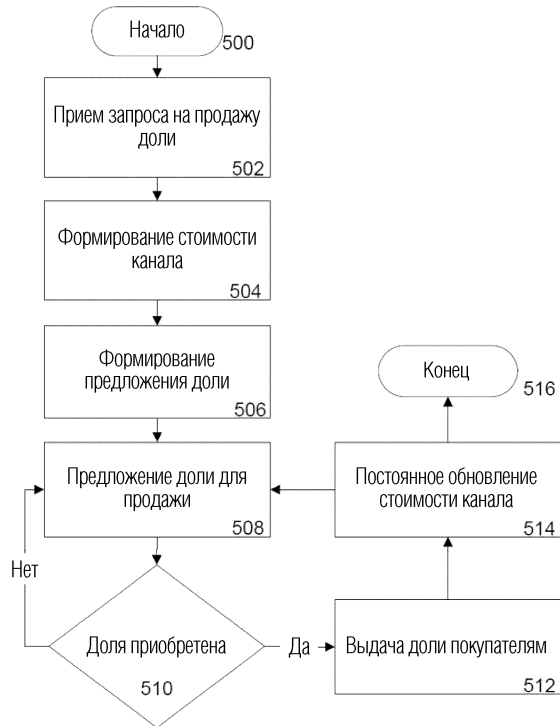 Начало
500
Прием запроса на продажу
доли
502
Формирование стоимости
канала
504
Формирование
предложения доли
506
Конец
516
Предложение доли для
продажи
508
Постоянное обновление
стоимости канала
514
Нет
Доля приобретена
510
Да
Выдача доли покупателям
512